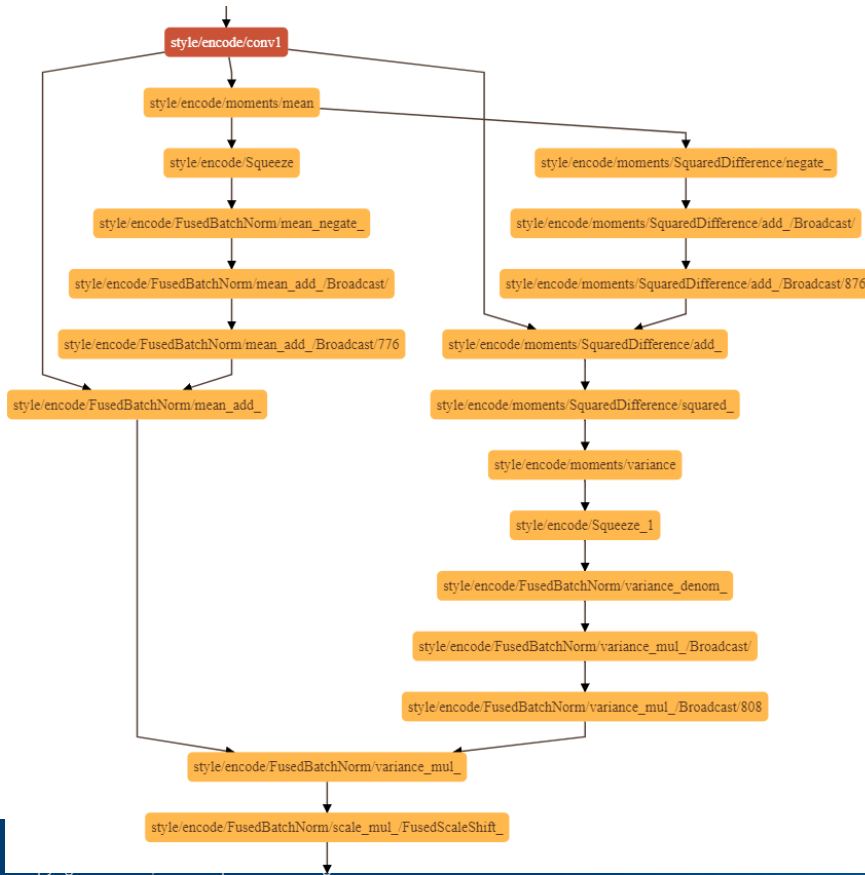 style/encode/conv1
style/encode/moments/mean
style/encode/Squeeze
style/encode/moments/SquaredDifference/negate_
style/encode/FusedBatchNorm/mean_negate_
style/encode/moments/SquaredDifference/add_/Broadcast/
style/encode/FusedBatchNorm/mean_add_/Broadcast/
style/encode/moments/SquaredDifference/add_/Broadcast/876
style/encode/FusedBatchNorm/mean_add_/Broadcast/776
style/encode/moments/SquaredDifference/add_
style/encode/FusedBatchNorm/mean_add_
style/encode/moments/SquaredDifference/squared_
style/encode/moments/variance
style/encode/Squeeze_1
style/encode/FusedBatchNorm/variance_denom_
style/encode/FusedBatchNorm/variance_mul_/Broadcast/
style/encode/FusedBatchNorm/variance_mul_/Broadcast/808
style/encode/FusedBatchNorm/variance_mul_
style/encode/FusedBatchNorm/scale_mul_/FusedScaleShift_